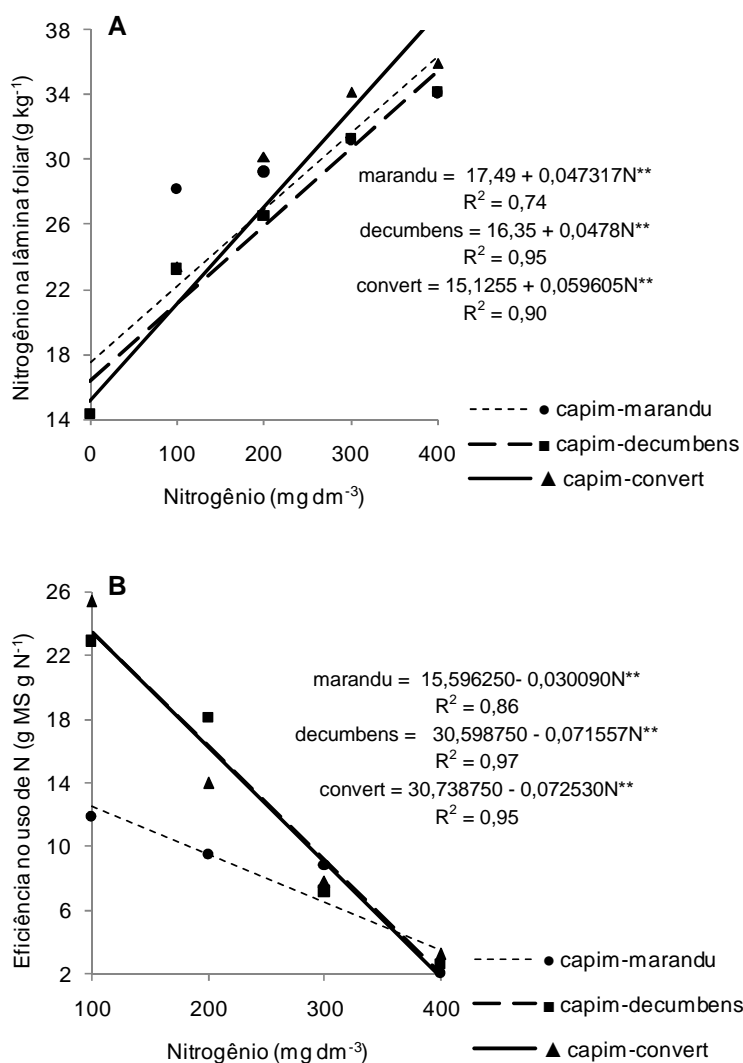 A
38
34
30
26
22
18
14
Nitrogênio na lâmina foliar (g kg⁻¹)
marandu = 17,49 + 0,047317N**
R² = 0,74
decumbens = 16,35 + 0,0478N**
R² = 0,95
convert = 15,1255 + 0,059605N**
R² = 0,90
0 100 200 300 400
Nitrogênio (mg dm⁻³)
capim-marandu
capim-decumbens
capim-convert
B
26
22
18
14
10
6
2
Eficiência no uso de N (g MS g N⁻¹)
marandu = 15,596250- 0,030090N**
R² = 0,86
decumbens = 30,598750 - 0,071557N**
R² = 0,97
convert = 30,738750 - 0,072530N**
R² = 0,95
100 200 300 400
Nitrogênio (mg dm⁻³)
capim-marandu
capim-decumbens
capim-convert